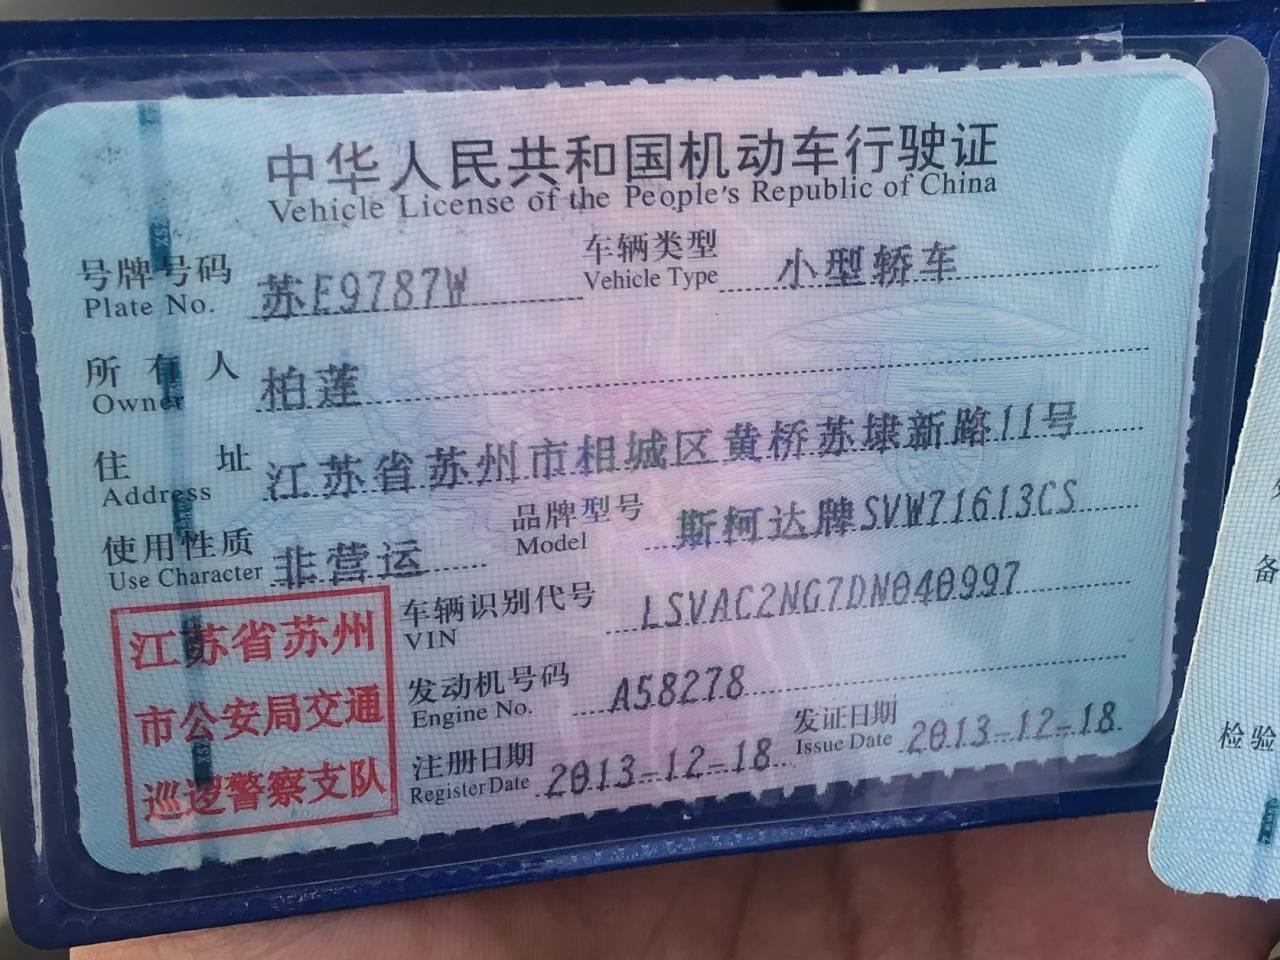 中华人民共和国机动车行驶证
Vehicle License of the People's Republic of China
号牌号码 苏E9787W 车辆类型 小型轿车
Plate No. Vehicle Type
所有人 柏莲
Owner
住址 江苏省苏州市相城区黄桥苏埭新路11号
Address
使用性质 非营运 品牌型号 斯柯达牌SVW71613CS
Use Character Model
江苏省苏州
市公安局交通
巡逻警察支队
车辆识别代号 LSVAC2NG7DN040997
VIN
发动机号码 A58278
Engine No.
注册日期 2013-12-18 发证日期 2013-12-18
Register Date Issue Date
备
检验